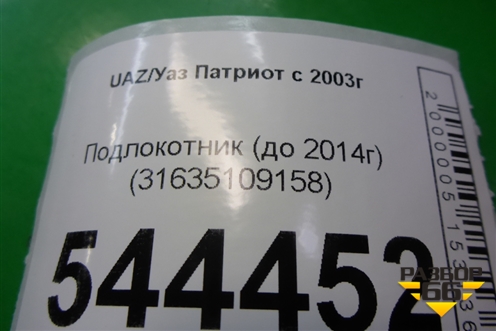 UAZ/Уаз Патриот с 2003г
Подлокотник (до 2014г)
(31635109158)
544452
РАЗБОР
66